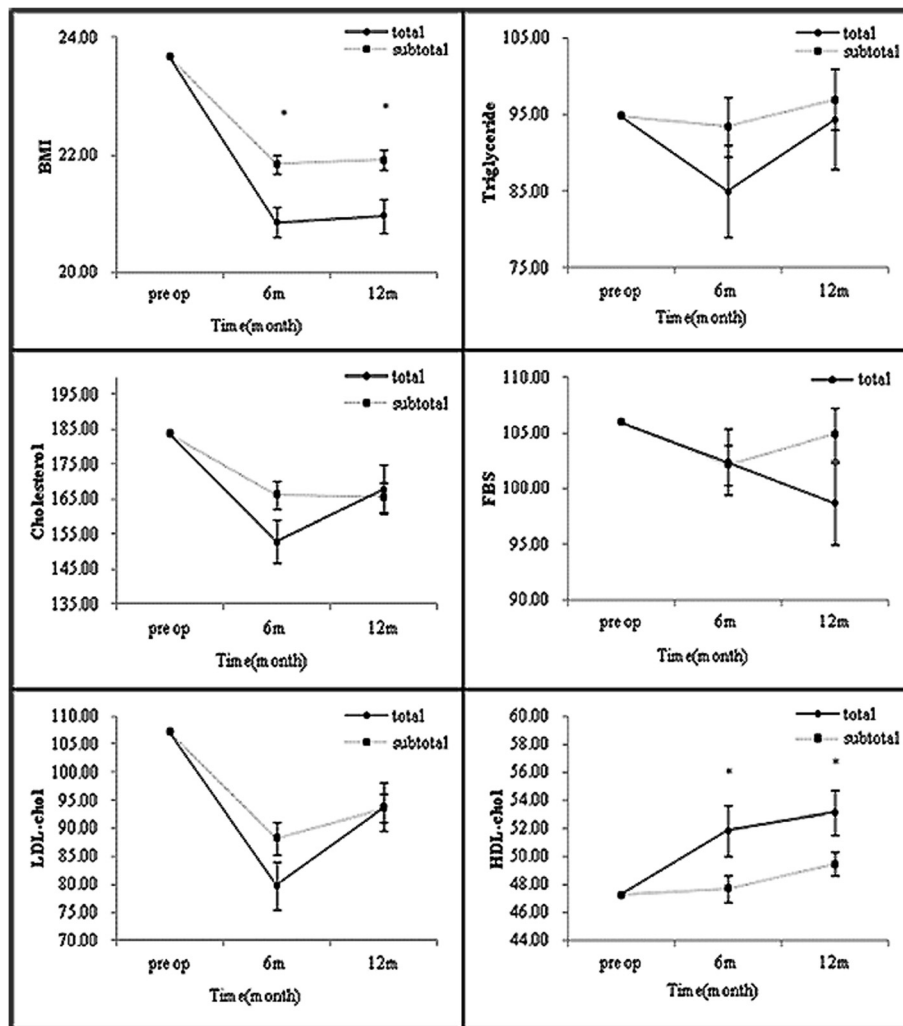 24.00
22.00
20.00
BMI
total
subtotal
*
*
pre op 6m 12m
Time(month)
105.00
95.00
85.00
75.00
Triglyceride
total
subtotal
pre op 6m 12m
Time(month)
195.00
185.00
175.00
165.00
155.00
145.00
135.00
Cholesterol
total
subtotal
pre op 6m 12m
Time(month)
110.00
105.00
100.00
95.00
90.00
FBS
total
pre op 6m 12m
Time(month)
110.00
105.00
100.00
95.00
90.00
85.00
80.00
75.00
70.00
LDL-chol
total
subtotal
pre op 6m 12m
Time(month)
60.00
58.00
56.00
54.00
52.00
50.00
48.00
46.00
44.00
HDL-chol
total
subtotal
*
*
pre op 6m 12m
Time(month)